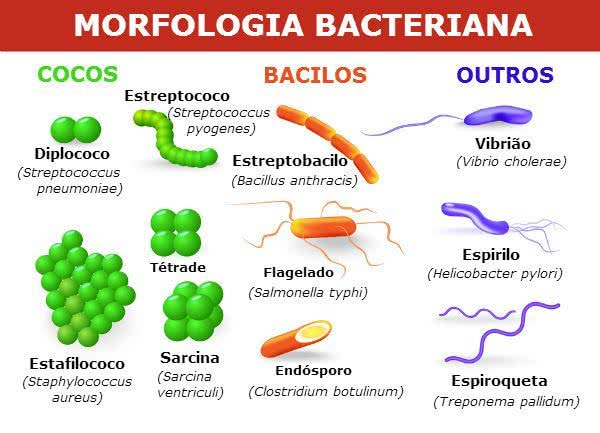 MORFOLOGIA BACTERIANA
COCOS
Diplococo
(Streptococcus
pneumoniae)
Estreptococo
(Streptococcus
pyogenes)
Tétrade
Estafilococo
(Staphylococcus
aureus)
Sarcina
(Sarcina
ventriculi)
BACILOS
Estreptobacilo
(Bacillus anthracis)
Flagelado
(Salmonella typhi)
Endósporo
(Clostridium botulinum)
OUTROS
Vibrião
(Vibrio cholerae)
Espirilo
(Helicobacter pylori)
Espiroqueta
(Treponema pallidum)